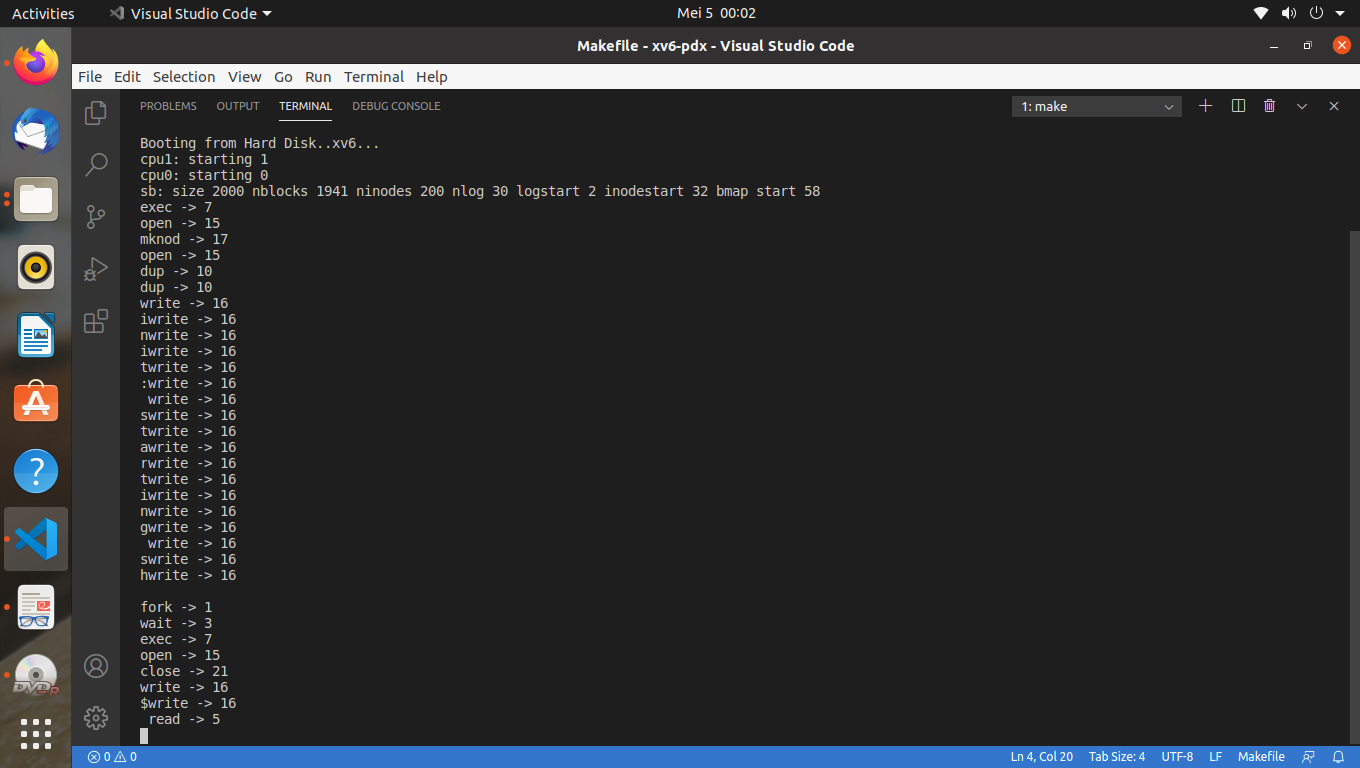 Activities Visual Studio Code Mei 5 00:02
Makefile - xv6-pdx - Visual Studio Code
File Edit Selection View Go Run Terminal Help
PROBLEMS OUTPUT TERMINAL DEBUG CONSOLE 1: make
Booting from Hard Disk..xv6...
cpu1: starting 1
cpu0: starting 0
sb: size 2000 nblocks 1941 ninodes 200 nlog 30 logstart 2 inodestart 32 bmap start 58
exec -> 7
open -> 15
mknod -> 17
open -> 15
dup -> 10
dup -> 10
write -> 16
iwrite -> 16
nwrite -> 16
iwrite -> 16
twrite -> 16
:write -> 16
 write -> 16
swrite -> 16
twrite -> 16
awrite -> 16
rwrite -> 16
twrite -> 16
iwrite -> 16
nwrite -> 16
gwrite -> 16
 write -> 16
swrite -> 16
hwrite -> 16
fork -> 1
wait -> 3
exec -> 7
open -> 15
close -> 21
write -> 16
$write -> 16
 read -> 5
DVD-R
0 0 Ln 4, Col 20 Tab Size: 4 UTF-8 LF Makefile